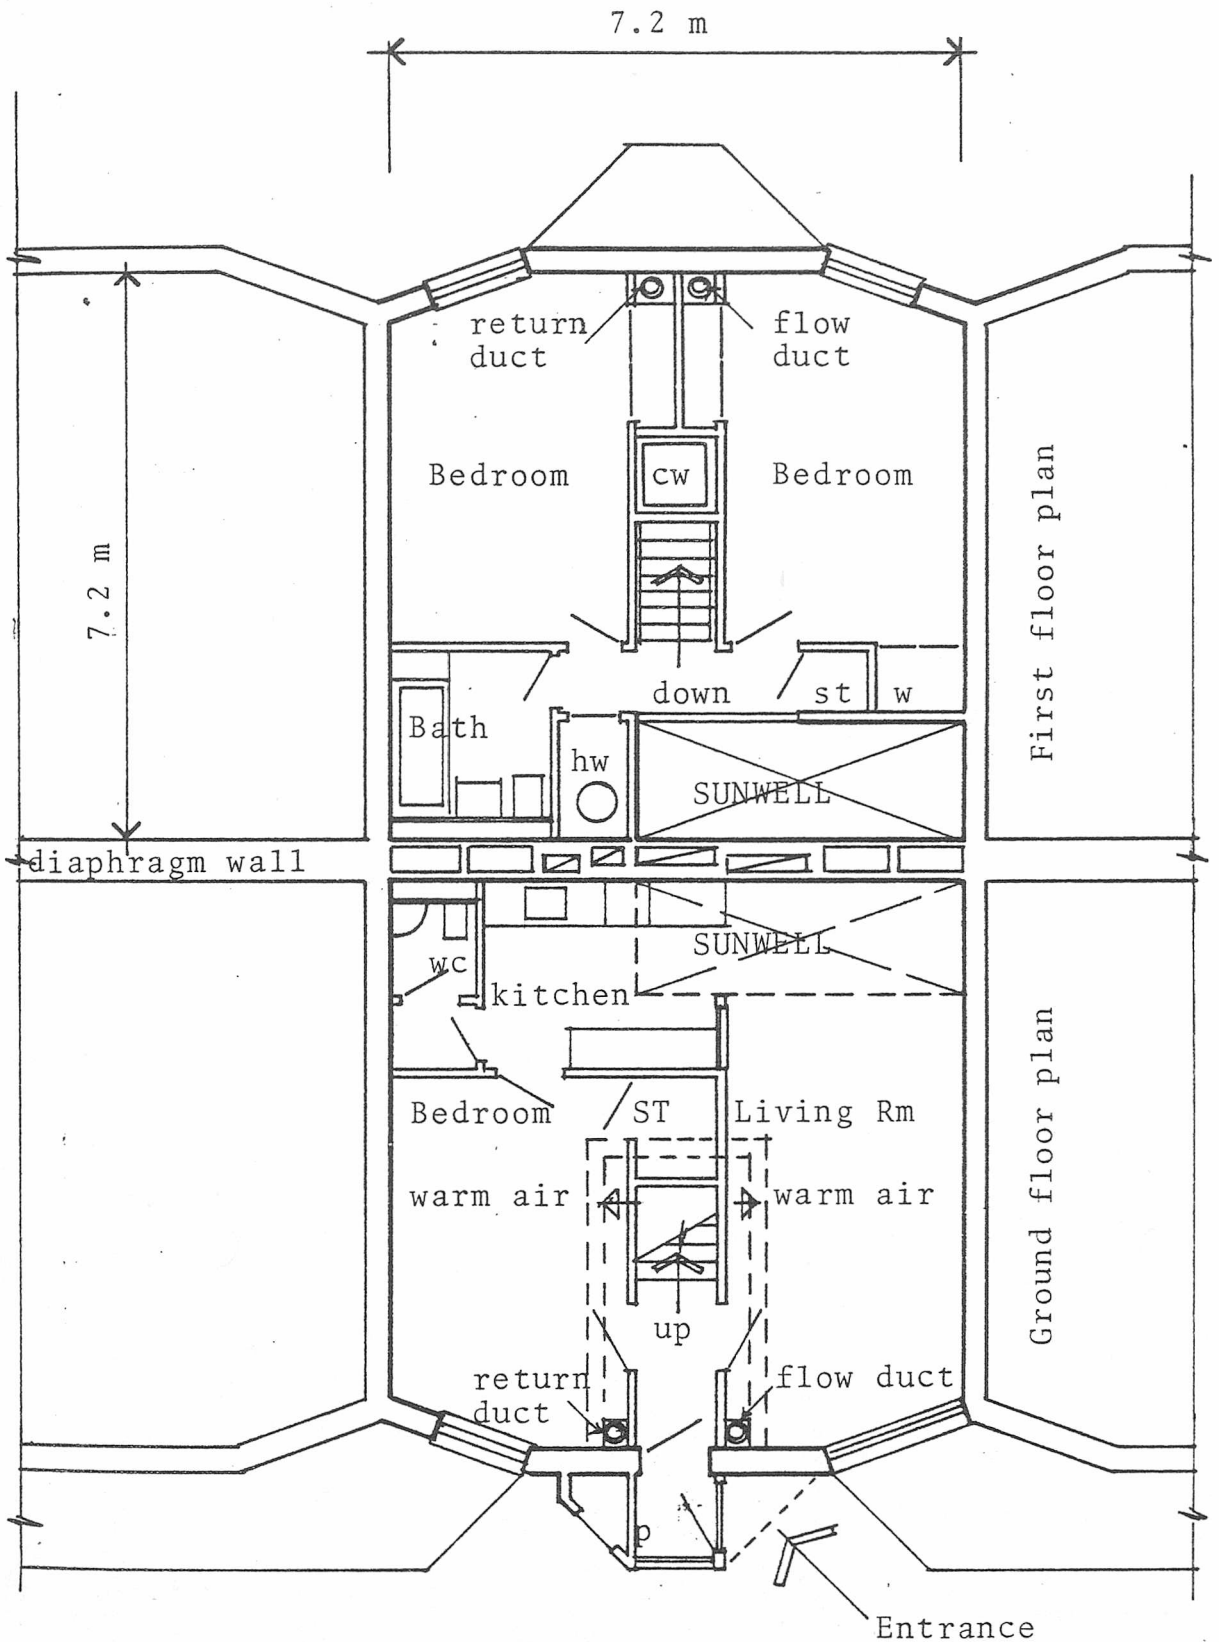 7.2 m
return
duct
flow
duct
Bedroom
cw
Bedroom
7.2 m
First floor plan
down
st
w
Bath
hw
SUNWELL
diaphragm wall
SUNWELL
wc
kitchen
Bedroom
ST
Living Rm
warm air
warm air
Ground floor plan
up
return
duct
flow duct
p
Entrance